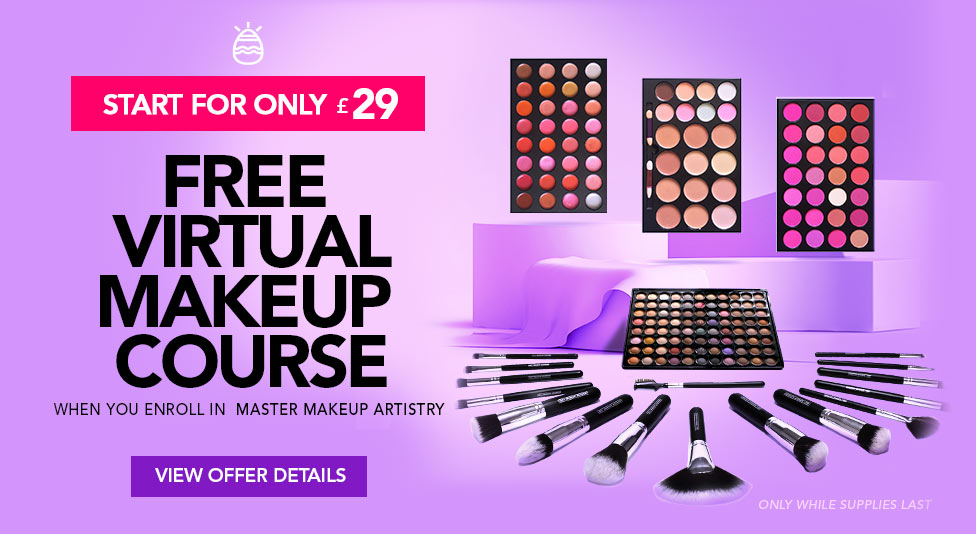 START FOR ONLY £29
FREE
VIRTUAL
MAKEUP
COURSE
WHEN YOU ENROLL IN MASTER MAKEUP ARTISTRY
VIEW OFFER DETAILS
ONLY WHILE SUPPLIES LAST